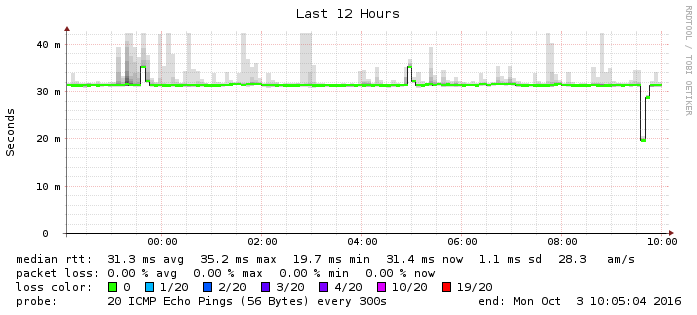 Last 12 Hours
RRDTOOL / TOBI OETIKER
Seconds
40 m
30 m
20 m
10 m
0
00:00 02:00 04:00 06:00 08:00 10:00
median rtt: 31.3 ms avg 35.2 ms max 19.7 ms min 31.4 ms now 1.1 ms sd 28.3 am/s
packet loss: 0.00 % avg 0.00 % max 0.00 % min 0.00 % now
loss color: 0 1/20 2/20 3/20 4/20 10/20 19/20
probe: 20 ICMP Echo Pings (56 Bytes) every 300s end: Mon Oct 3 10:05:04 2016